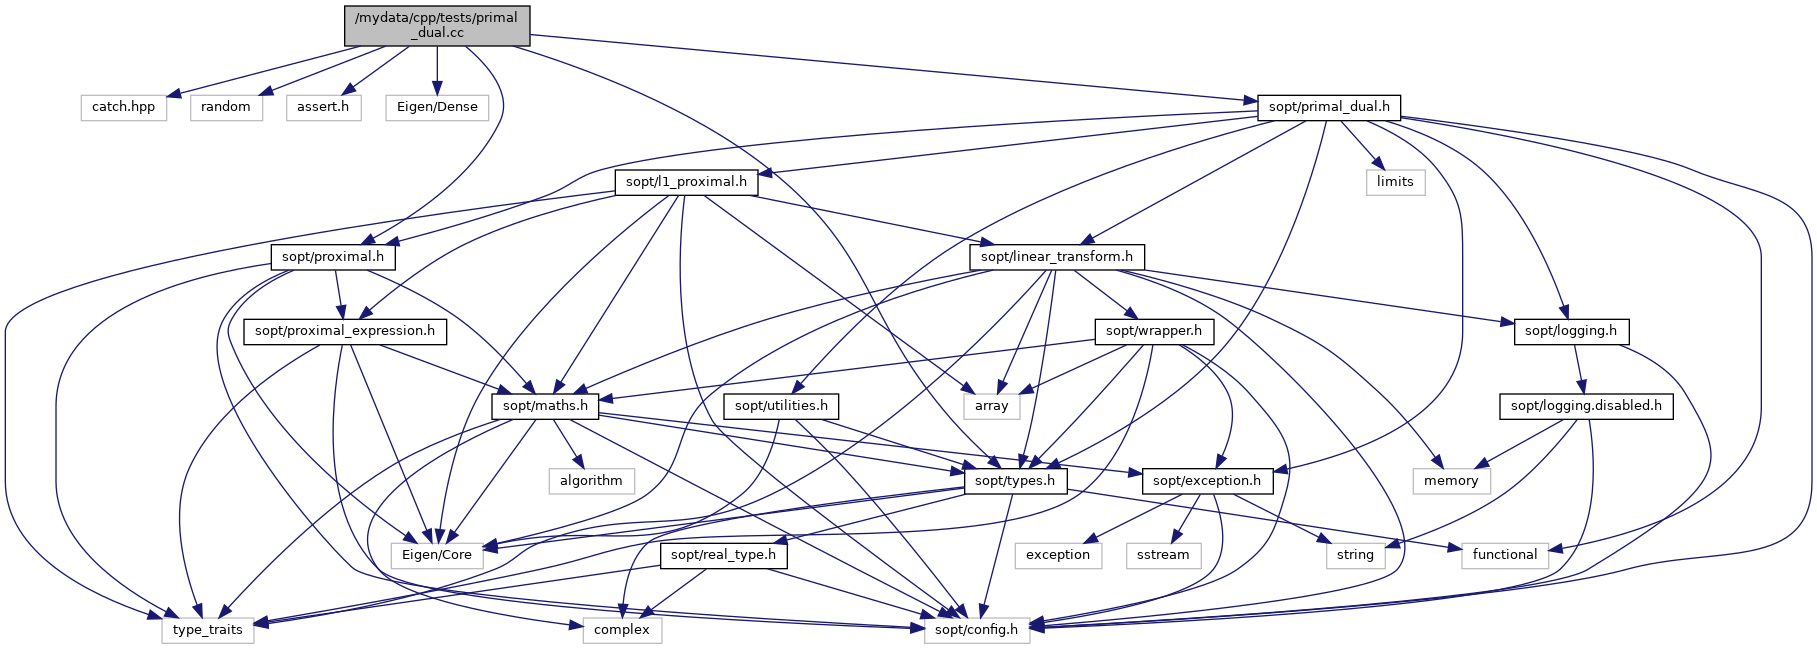 /mydata/cpp/tests/primal
_dual.cc
catch.hpp
random
assert.h
Eigen/Dense
sopt/primal_dual.h
sopt/l1_proximal.h
limits
sopt/proximal.h
sopt/linear_transform.h
sopt/proximal_expression.h
sopt/wrapper.h
sopt/logging.h
sopt/maths.h
sopt/utilities.h
array
sopt/logging.disabled.h
algorithm
sopt/types.h
sopt/exception.h
memory
Eigen/Core
sopt/real_type.h
exception
sstream
string
functional
type_traits
complex
sopt/config.h